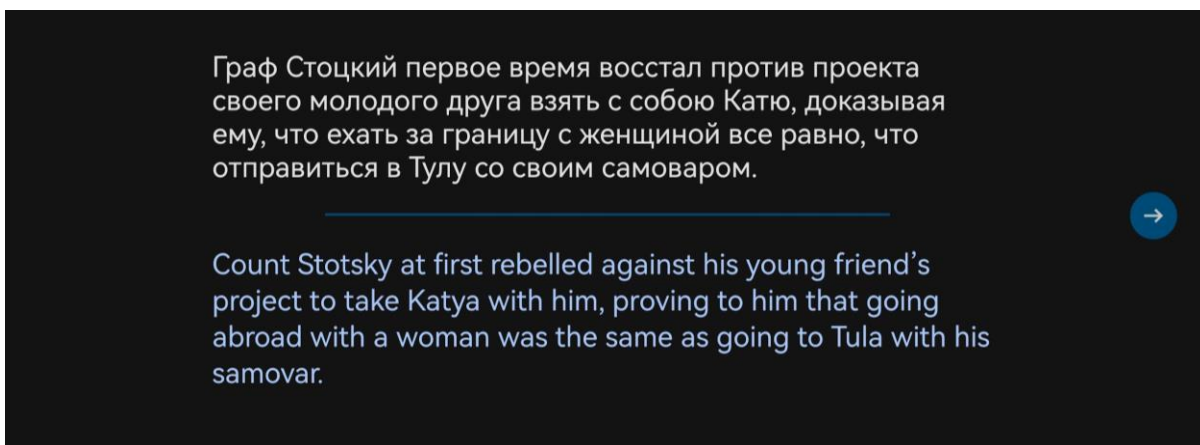 Граф Стоцкий первое время восстал против проекта
своего молодого друга взять с собою Катю, доказывая
ему, что ехать за границу с женщиной все равно, что
отправиться в Тулу со своим самоваром.
Count Stotsky at first rebelled against his young friend’s
project to take Katya with him, proving to him that going
abroad with a woman was the same as going to Tula with his
samovar.